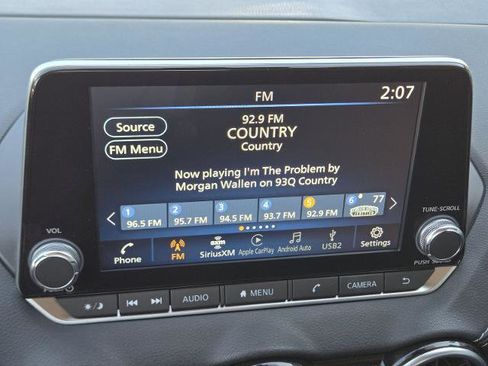 FM
2:07
92.9 FM
Source
COUNTRY
Country
FM Menu
Now playing I'm The Problem by
Morgan Wallen on 93Q Country
1 2 3 4 5 6 77
96.5 FM 95.7 FM 94.5 FM 93.7 FM 92.9 FM
VOL
TUNE·SCROLL
Phone FM SiriusXM Apple CarPlay Android Auto USB2 Settings
PUSH
AUDIO MENU CAMERA